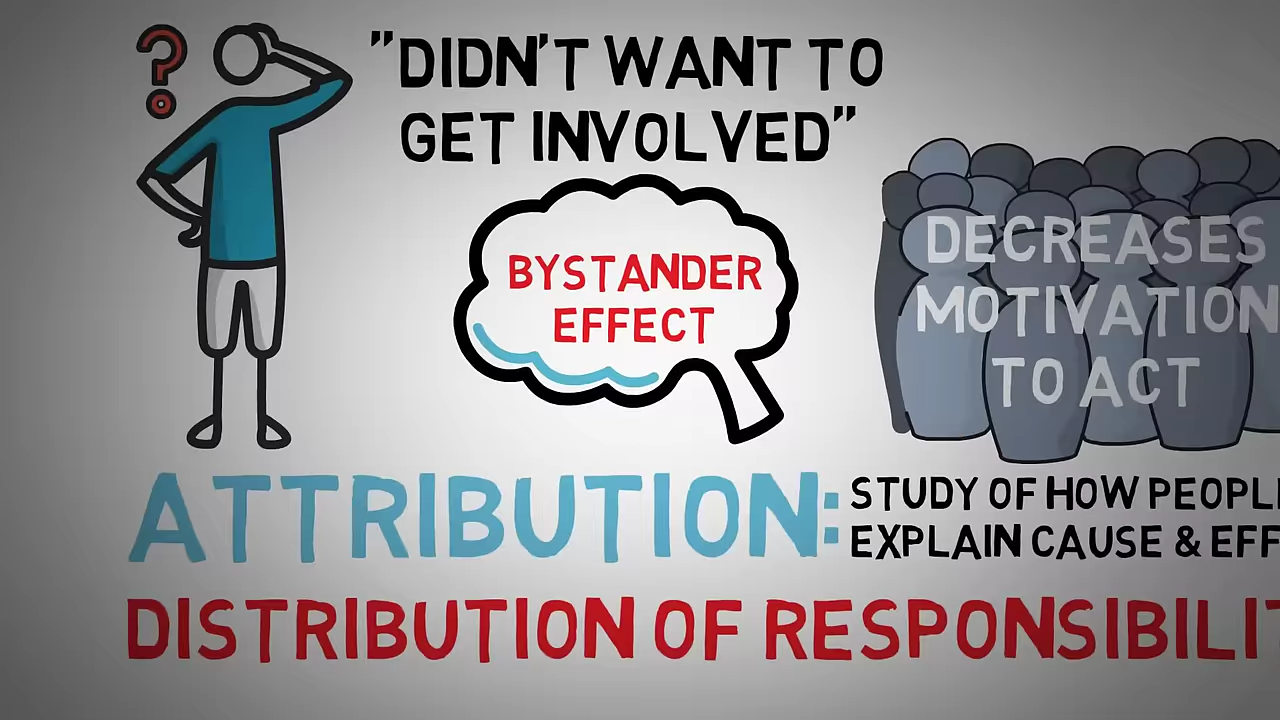 "DIDN'T WANT TO
GET INVOLVED"
BYSTANDER
EFFECT
DECREASES
MOTIVATION
TO ACT
ATTRIBUTION:
STUDY OF HOW PEOPL
EXPLAIN CAUSE & EFF
DISTRIBUTION OF RESPONSIBILIT